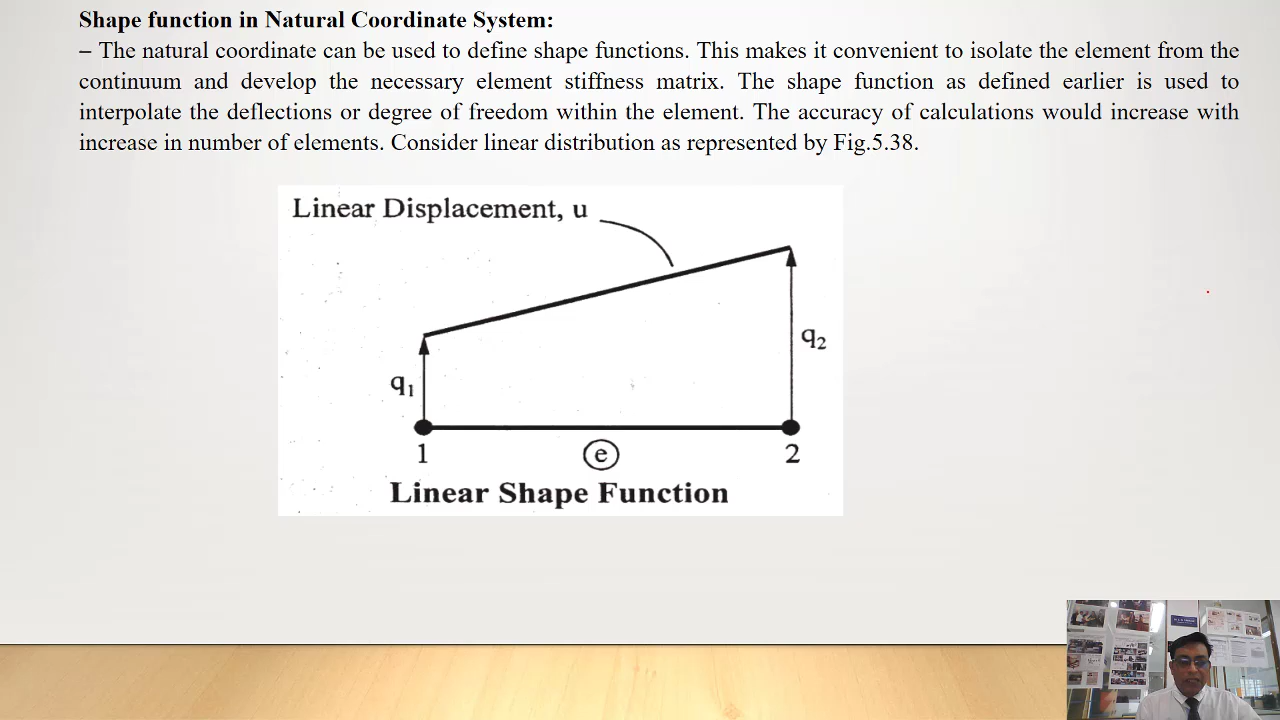 Shape function in Natural Coordinate System:
– The natural coordinate can be used to define shape functions. This makes it convenient to isolate the element from the
continuum and develop the necessary element stiffness matrix. The shape function as defined earlier is used to
interpolate the deflections or degree of freedom within the element. The accuracy of calculations would increase with
increase in number of elements. Consider linear distribution as represented by Fig.5.38.
Linear Displacement, u
q₂
q₁
1 e 2
Linear Shape Function